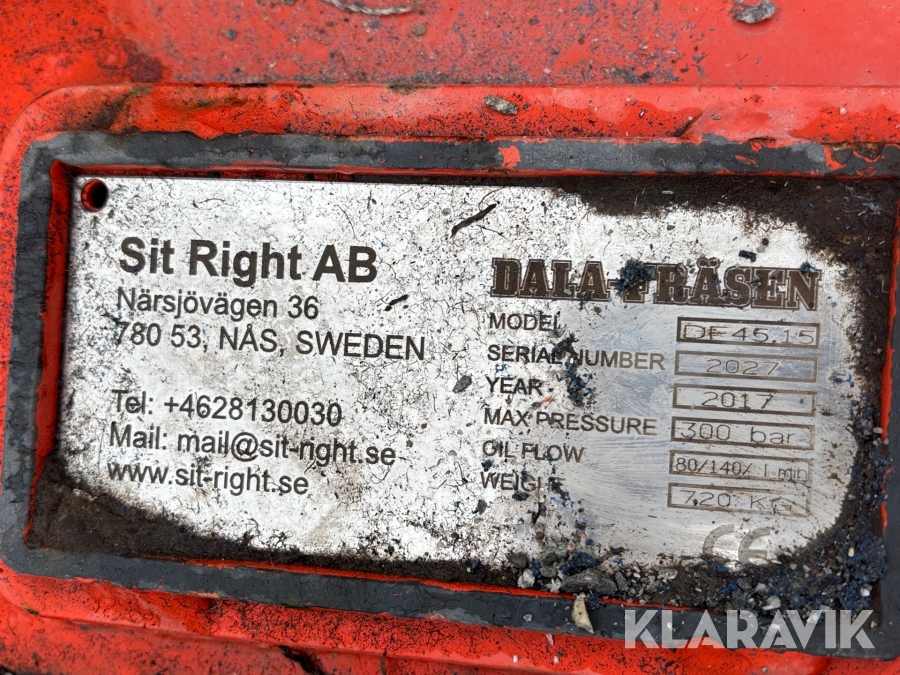 Sit Right AB
Närsjövägen 36
780 53, NÅS, SWEDEN
Tel: +4628130030
Mail: mail@sit-right.se
www.sit-right.se
DALA-FRÄSEN
MODEL DF 45.15
SERIAL NUMBER 2027
YEAR 2017
MAX PRESSURE 300 bar
OIL FLOW 80/140/ l min
WEIGHT 720 KG
CE
KLARAVIK